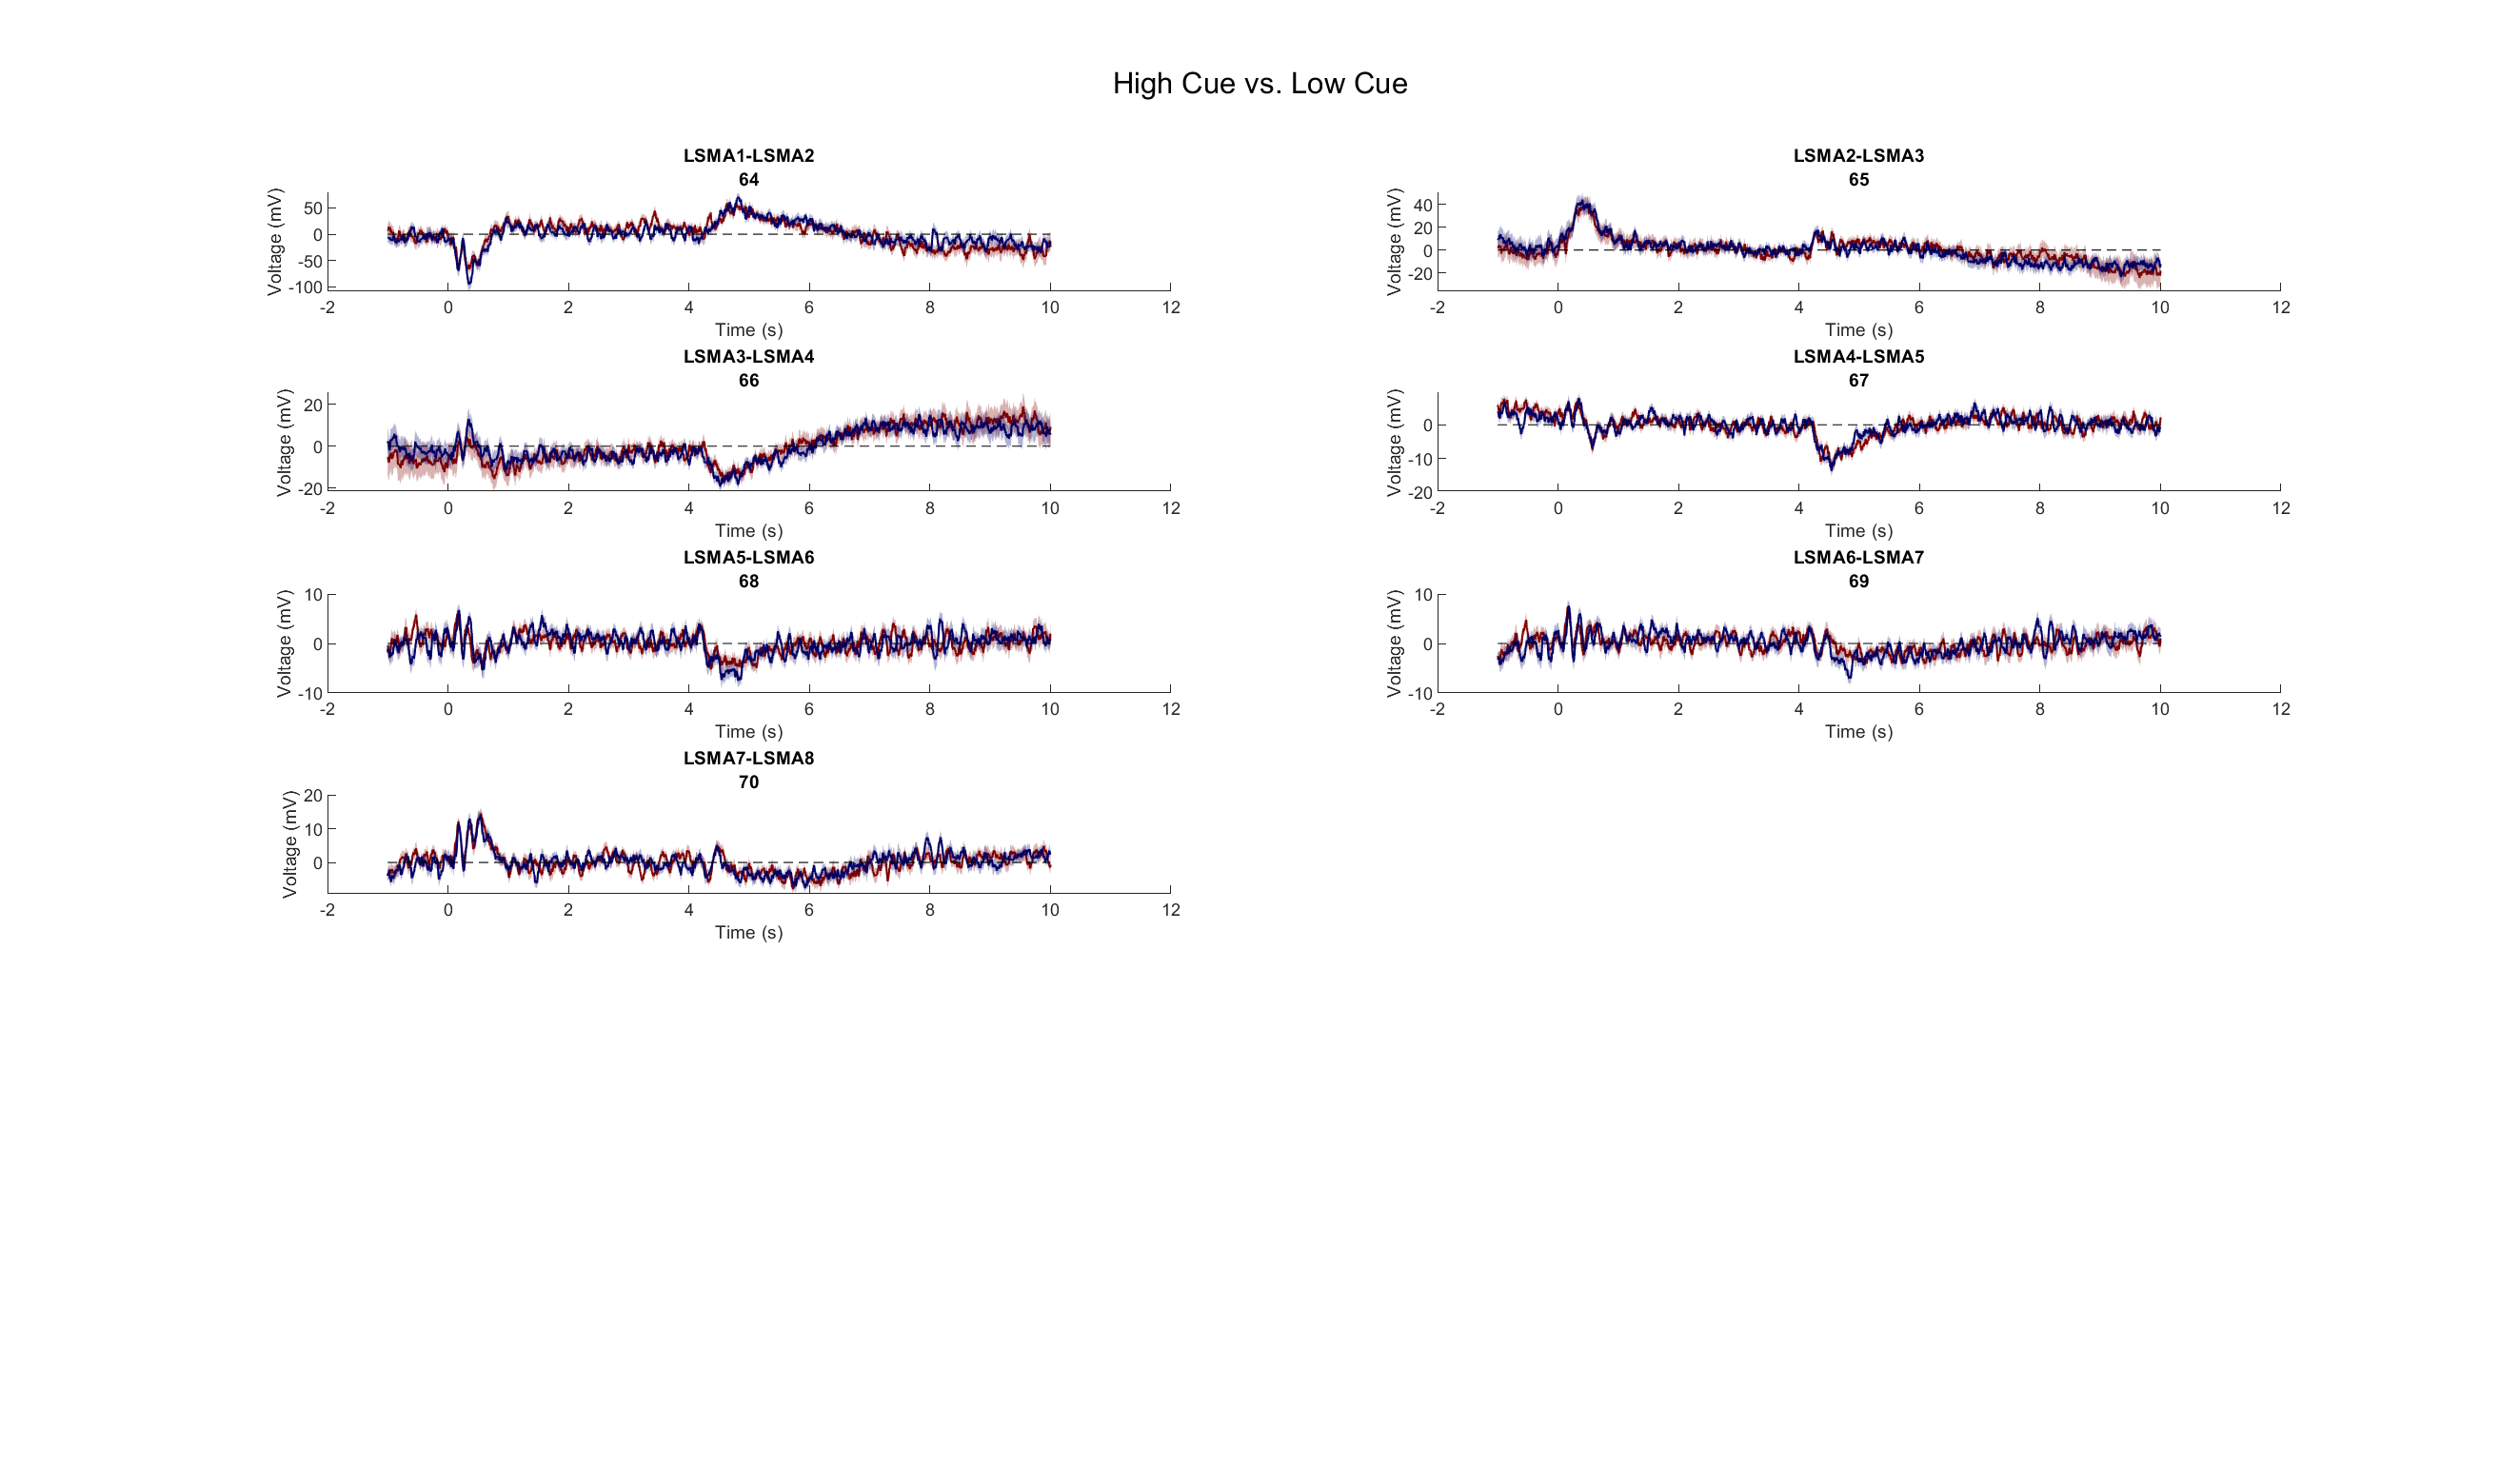 High Cue vs. Low Cue
LSMA1-LSMA2
64
Voltage (mV)
50
0
-50
-100
-2 0 2 4 6 8 10 12
Time (s)
LSMA2-LSMA3
65
Voltage (mV)
40
20
0
-20
-2 0 2 4 6 8 10 12
Time (s)
LSMA3-LSMA4
66
Voltage (mV)
20
0
-20
-2 0 2 4 6 8 10 12
Time (s)
LSMA4-LSMA5
67
Voltage (mV)
0
-10
-20
-2 0 2 4 6 8 10 12
Time (s)
LSMA5-LSMA6
68
Voltage (mV)
10
0
-10
-2 0 2 4 6 8 10 12
Time (s)
LSMA6-LSMA7
69
Voltage (mV)
10
0
-10
-2 0 2 4 6 8 10 12
Time (s)
LSMA7-LSMA8
70
Voltage (mV)
20
10
0
-2 0 2 4 6 8 10 12
Time (s)